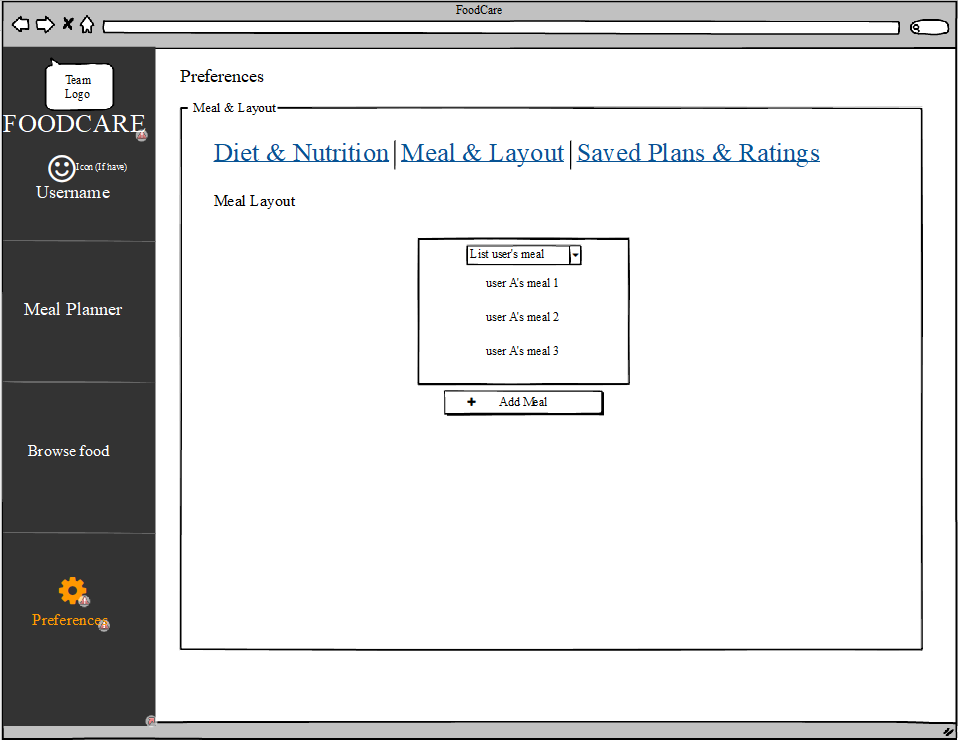 FoodCare
Team
Logo
FOODCARE
Icon (If have)
Username
Meal Planner
Browse food
Preferences
Preferences
Meal & Layout
Diet & Nutrition Meal & Layout Saved Plans & Ratings
Meal Layout
List user's meal
user A's meal 1
user A's meal 2
user A's meal 3
Add Meal